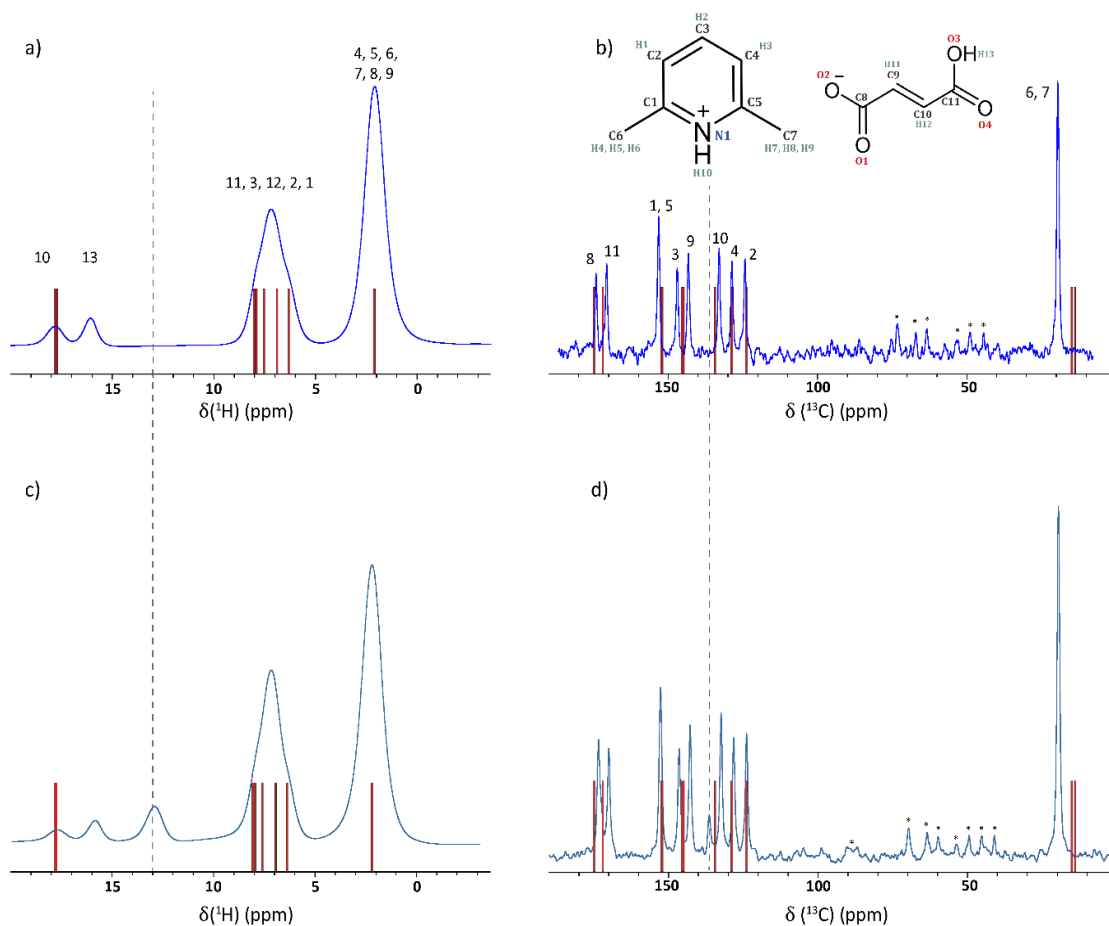 a)
4, 5, 6,
7, 8, 9
11, 3, 12, 2, 1
10
13
15
10
5
0
δ(¹H) (ppm)
b)
H2
C3
H1
C2
C4
H3
C1
C5
+
N1
H
H10
C6
H4, H5, H6
C7
H7, H8, H9
O3
OH
H13
O2
−
O
C8
H11
C9
C10
H12
C11
O
O4
O
O1
6, 7
1, 5
8
11
3
9
10
4
2
* * * * * *
150
100
50
δ (¹³C) (ppm)
c)
15
10
5
0
δ(¹H) (ppm)
d)
* * * * * * * *
150
100
50
δ (¹³C) (ppm)